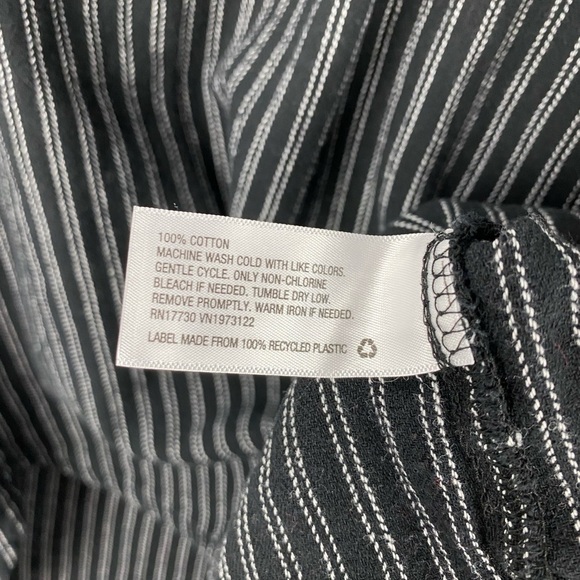 100% COTTON
MACHINE WASH COLD WITH LIKE COLORS.
GENTLE CYCLE. ONLY NON-CHLORINE
BLEACH IF NEEDED. TUMBLE DRY LOW.
REMOVE PROMPTLY. WARM IRON IF NEEDED.
RN17730 VN1973122
LABEL MADE FROM 100% RECYCLED PLASTIC